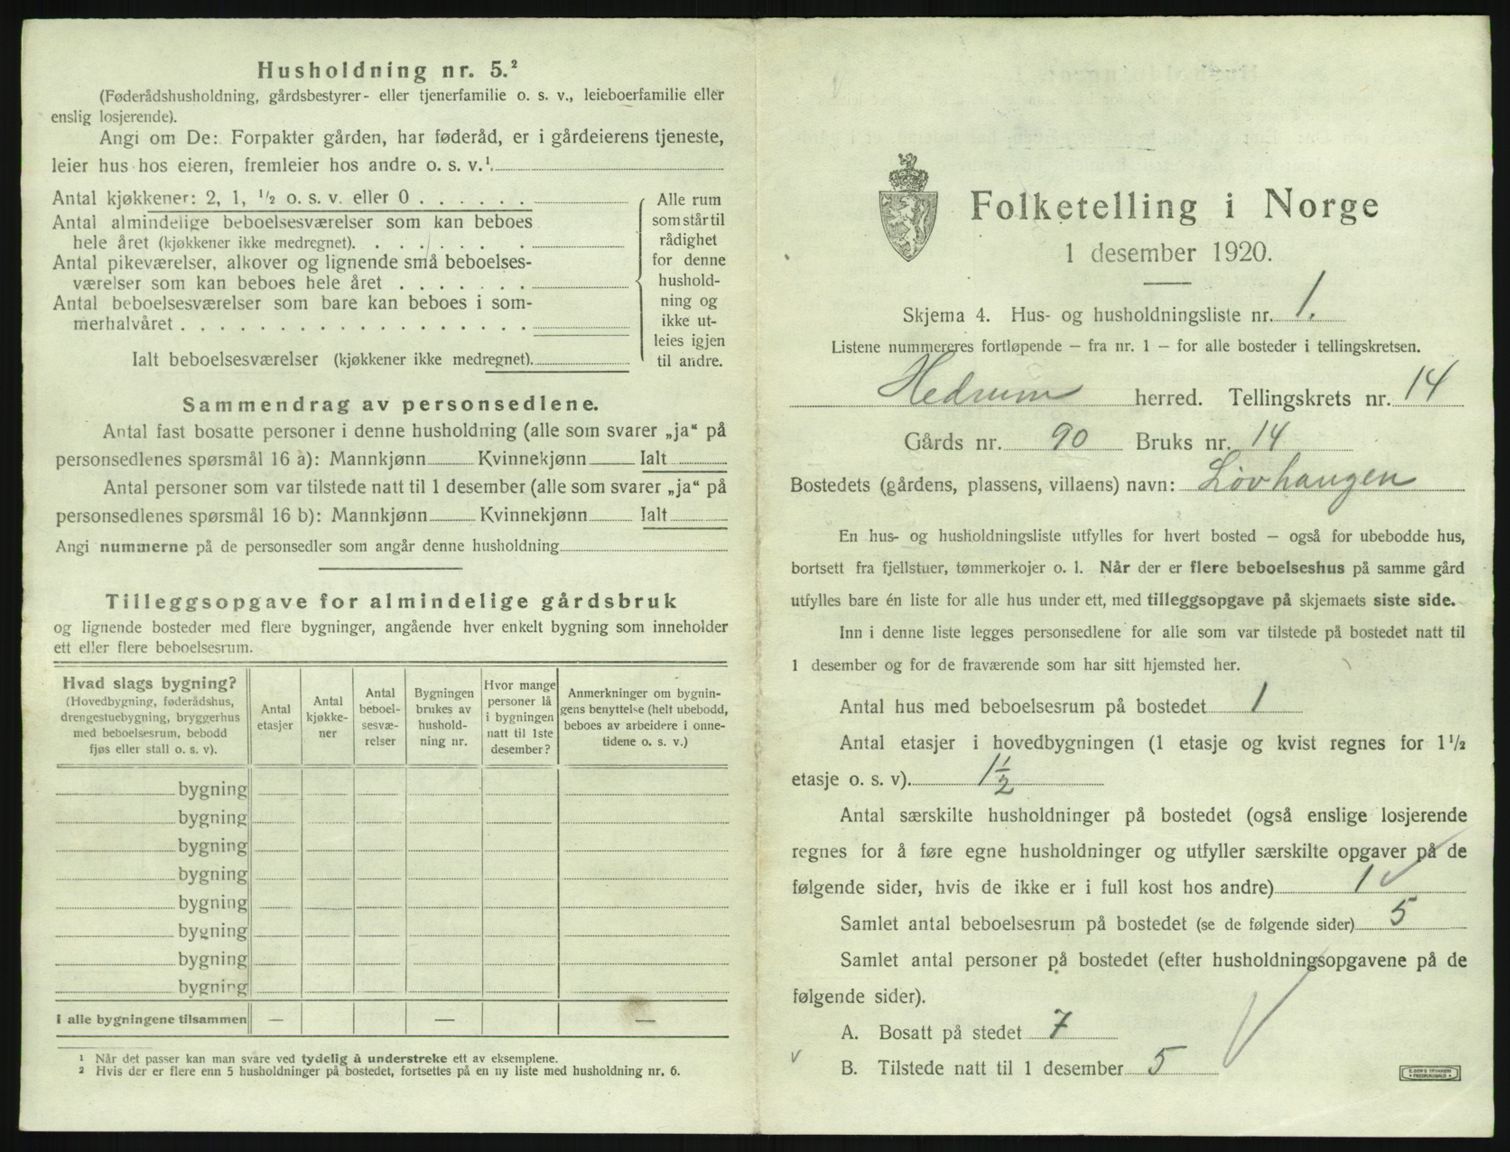 Husholdning nr. 5.²
(Føderådshusholdning, gårdsbestyrer- eller tjenerfamilie o. s. v., leieboerfamilie eller
enslig losjerende).
Angi om De: Forpakter gården, har føderåd, er i gårdeierens tjeneste,
leier hus hos eieren, fremleier hos andre o. s. v.¹.
Antal kjøkkener: 2, 1, ½ o. s. v. eller 0 . . . . . .
Antal almindelige beboelsesværelser som kan beboes
hele året (kjøkkener ikke medregnet). . . . . . . .
Antal pikeværelser, alkover og lignende små beboelses-
værelser som kan beboes hele året . . . . . . .
Antal beboelsesværelser som bare kan beboes i som-
merhalvåret . . . . . . . . . . . . . . . . . .
Ialt beboelsesværelser (kjøkkener ikke medregnet).
Alle rum
som står til
rådighet
for denne
hushold-
ning og
ikke ut-
leies igjen
til andre.
Sammendrag av personsedlene.
Antal fast bosatte personer i denne husholdning (alle som svarer „ja“ på
personsedlenes spørsmål 16 a): Mannkjønn Kvinnekjønn Ialt
Antal personer som var tilstede natt til 1 desember (alle som svarer „ja“ på
personsedlenes spørsmål 16 b): Mannkjønn Kvinnekjønn Ialt
Angi nummerne på de personsedler som angår denne husholdning
Tilleggsopgave for almindelige gårdsbruk
og lignende bosteder med flere bygninger, angående hver enkelt bygning som inneholder
ett eller flere beboelsesrum.
Hvad slags bygning?
(Hovedbygning, føderådshus,
drengestuebygning, bryggerhus
med beboelsesrum, bebodd
fjøs eller stall o. s. v).
Antal
etasjer
Antal
kjøkke-
ner
Antal
beboel-
sesvæ-
relser
Bygningen
brukes av
hushold-
ning nr.
Hvor mange
personer lå
i bygningen
natt til 1ste
desember?
Anmerkninger om bygnin-
gens benyttelse (helt ubebodd,
beboes av arbeidere i onne-
tidene o. s. v.)
bygning
bygning
bygning
bygning
bygning
bygning
bygning
bygning
I alle bygningene tilsammen — — —
¹ Når det passer kan man svare ved tydelig å understreke ett av eksemplene.
² Hvis der er flere enn 5 husholdninger på bostedet, fortsettes på en ny liste med husholdning nr. 6.
Folketelling i Norge
1 desember 1920.
Skjema 4. Hus- og husholdningsliste nr. 1.
Listene nummereres fortløpende – fra nr. 1 – for alle bosteder i tellingskretsen.
Hedrum herred. Tellingskrets nr. 14
Gårds nr. 90 Bruks nr. 14
Bostedets (gårdens, plassens, villaens) navn: Løvhaugen
En hus- og husholdningsliste utfylles for hvert bosted – også for ubebodde hus,
bortsett fra fjellstuer, tømmerkojer o. l. Når der er flere beboelseshus på samme gård
utfylles bare én liste for alle hus under ett, med tilleggsopgave på skjemaets siste side.
Inn i denne liste legges personsedlene for alle som var tilstede på bostedet natt til
1 desember og for de fraværende som har sitt hjemsted her.
Antal hus med beboelsesrum på bostedet 1
Antal etasjer i hovedbygningen (1 etasje og kvist regnes for 1½
etasje o. s. v). 1½
Antal særskilte husholdninger på bostedet (også enslige losjerende
regnes for å føre egne husholdninger og utfyller særskilte opgaver på de
følgende sider, hvis de ikke er i full kost hos andre) 1
Samlet antal beboelsesrum på bostedet (se de følgende sider) 5
Samlet antal personer på bostedet (efter husholdningsopgavene på de
følgende sider).
A. Bosatt på stedet 7
B. Tilstede natt til 1 desember 5